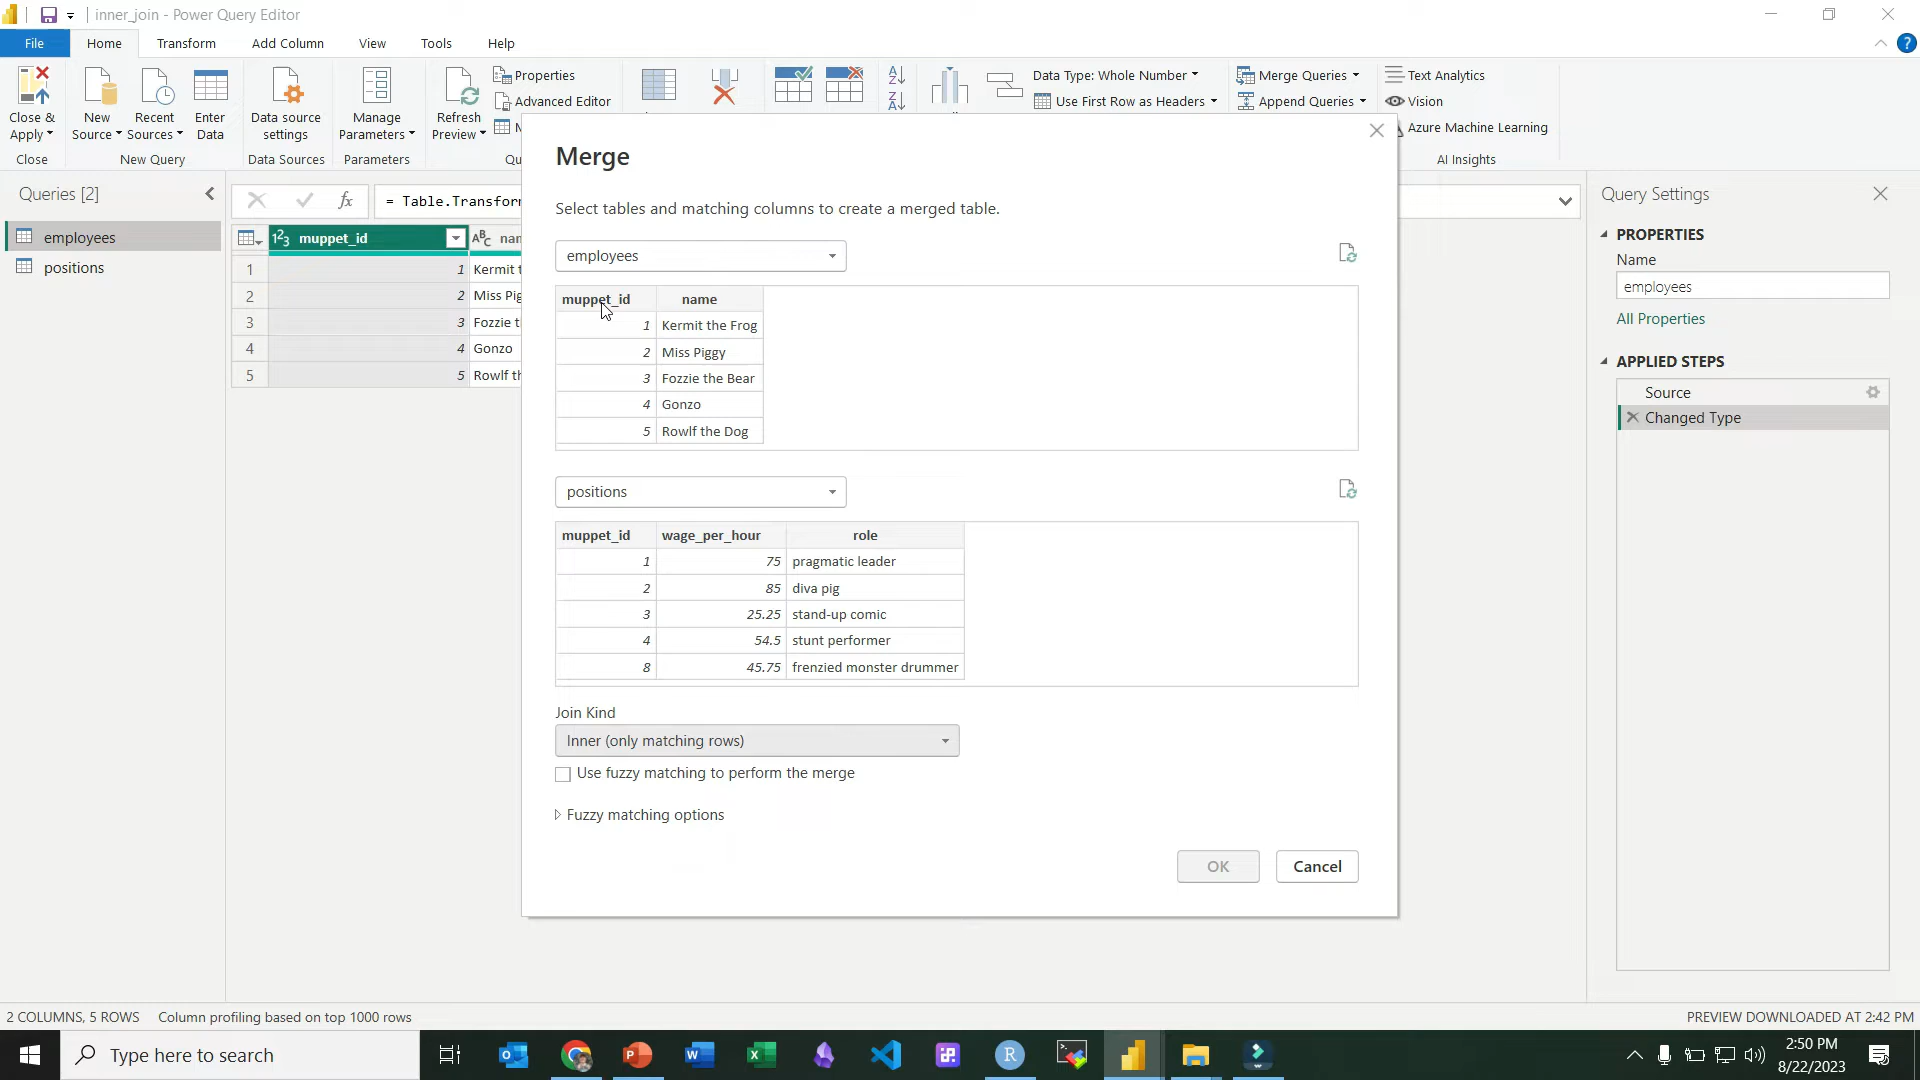 inner_join - Power Query Editor
File Home Transform Add Column View Tools Help
Close & Apply
Close
New Source
Recent Sources
Enter Data
New Query
Data source settings
Data Sources
Manage Parameters
Parameters
Refresh Preview
Properties
Advanced Editor
Data Type: Whole Number
Use First Row as Headers
Merge Queries
Append Queries
Text Analytics
Vision
Azure Machine Learning
AI Insights
Queries [2]
employees
positions
fx
= Table.Transfor
1 2 3 muppet_id
1 1 Kermit t
2 2 Miss Pig
3 3 Fozzie t
4 4 Gonzo
5 5 Rowlf th
Merge
Select tables and matching columns to create a merged table.
employees
muppet_id name
1 Kermit the Frog
2 Miss Piggy
3 Fozzie the Bear
4 Gonzo
5 Rowlf the Dog
positions
muppet_id wage_per_hour role
1 75 pragmatic leader
2 85 diva pig
3 25.25 stand-up comic
4 54.5 stunt performer
8 45.75 frenzied monster drummer
Join Kind
Inner (only matching rows)
Use fuzzy matching to perform the merge
Fuzzy matching options
OK Cancel
Query Settings
PROPERTIES
Name
employees
All Properties
APPLIED STEPS
Source
Changed Type
2 COLUMNS, 5 ROWS Column profiling based on top 1000 rows
PREVIEW DOWNLOADED AT 2:42 PM
Type here to search
2:50 PM
8/22/2023